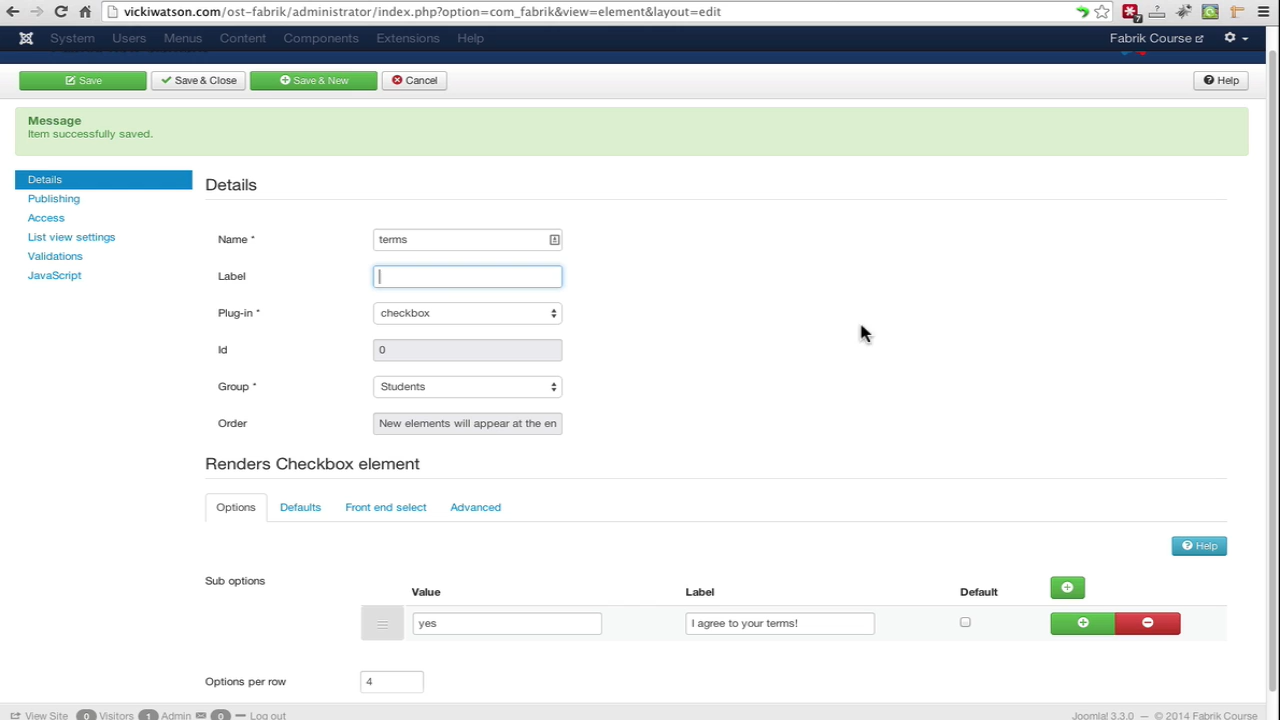 vickiwatson.com/ost-fabrik/administrator/index.php?option=com_fabrik&view=element&layout=edit
7
System Users Menus Content Components Extensions Help Fabrik Course
Save Save & Close Save & New Cancel Help
Message
Item successfully saved.
Details
Publishing
Access
List view settings
Validations
JavaScript
Details
Name * terms
Label
Plug-in * checkbox
Id 0
Group * Students
Order New elements will appear at the en
Renders Checkbox element
Options Defaults Front end select Advanced
Help
Sub options
Value Label Default
yes I agree to your terms!
Options per row 4
View Site 0 Visitors 1 Admin 0 Log out Joomla! 3.3.0 — © 2014 Fabrik Course